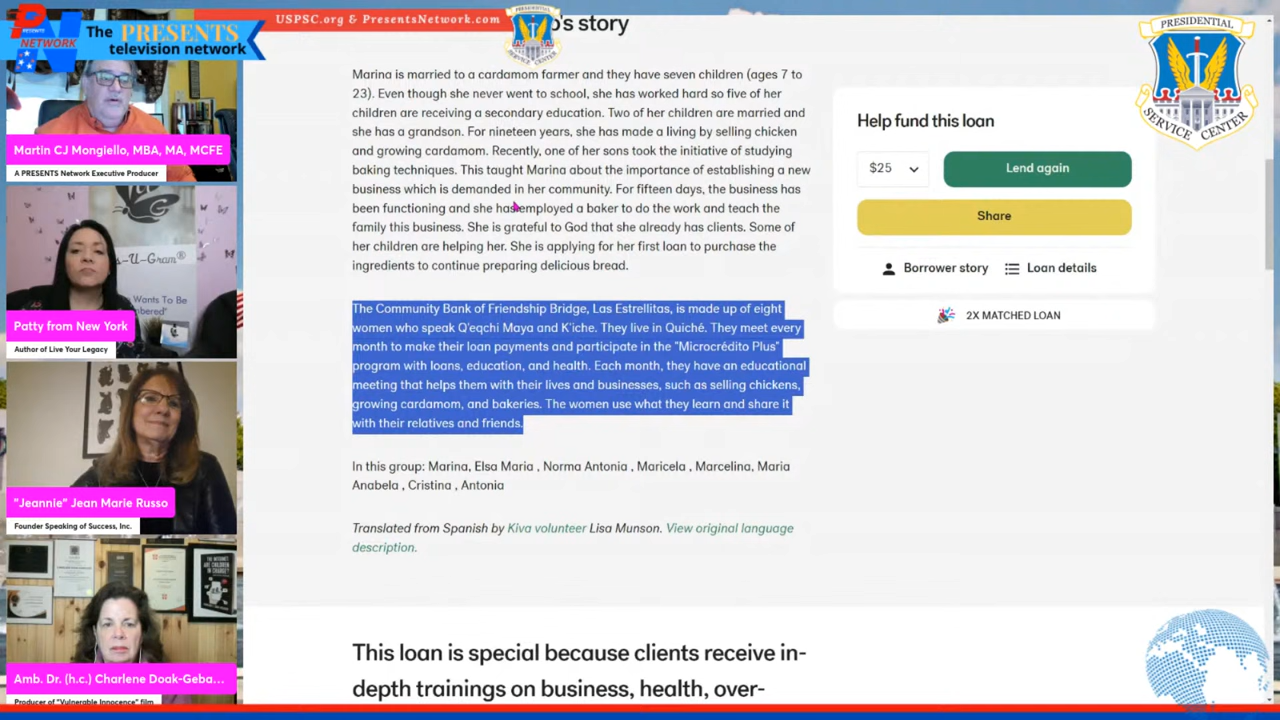 PRESENTS
NETWORK
The PRESENTS
television network
USPSC.org & PresentsNetwork.com
PRESIDENTIAL
SERVICE CENTER
Martin CJ Mongiello, MBA, MA, MCFE
A PRESENTS Network Executive Producer
s-U-Gram®
Wants To Be
Patty from New York
Author of Live Your Legacy
"Jeannie" Jean Marie Russo
Founder Speaking of Success, Inc.
Amb. Dr. (h.c.) Charlene Doak-Geba...
Producer of "Vulnerable Innocence" film
o's story
Marina is married to a cardamom farmer and they have seven children (ages 7 to
23). Even though she never went to school, she has worked hard so five of her
children are receiving a secondary education. Two of her children are married and
she has a grandson. For nineteen years, she has made a living by selling chicken
and growing cardamom. Recently, one of her sons took the initiative of studying
baking techniques. This taught Marina about the importance of establishing a new
business which is demanded in her community. For fifteen days, the business has
been functioning and she has employed a baker to do the work and teach the
family this business. She is grateful to God that she already has clients. Some of
her children are helping her. She is applying for her first loan to purchase the
ingredients to continue preparing delicious bread.
The Community Bank of Friendship Bridge, Las Estrellitas, is made up of eight
women who speak Q'eqchi Maya and K'iche. They live in Quiché. They meet every
month to make their loan payments and participate in the "Microcrédito Plus"
program with loans, education, and health. Each month, they have an educational
meeting that helps them with their lives and businesses, such as selling chickens,
growing cardamom, and bakeries. The women use what they learn and share it
with their relatives and friends.
In this group: Marina, Elsa Maria , Norma Antonia , Maricela , Marcelina, Maria
Anabela , Cristina , Antonia
Translated from Spanish by Kiva volunteer Lisa Munson. View original language
description.
This loan is special because clients receive in-
depth trainings on business, health, over-
Help fund this loan
$25
Lend again
Share
Borrower story
Loan details
2X MATCHED LOAN